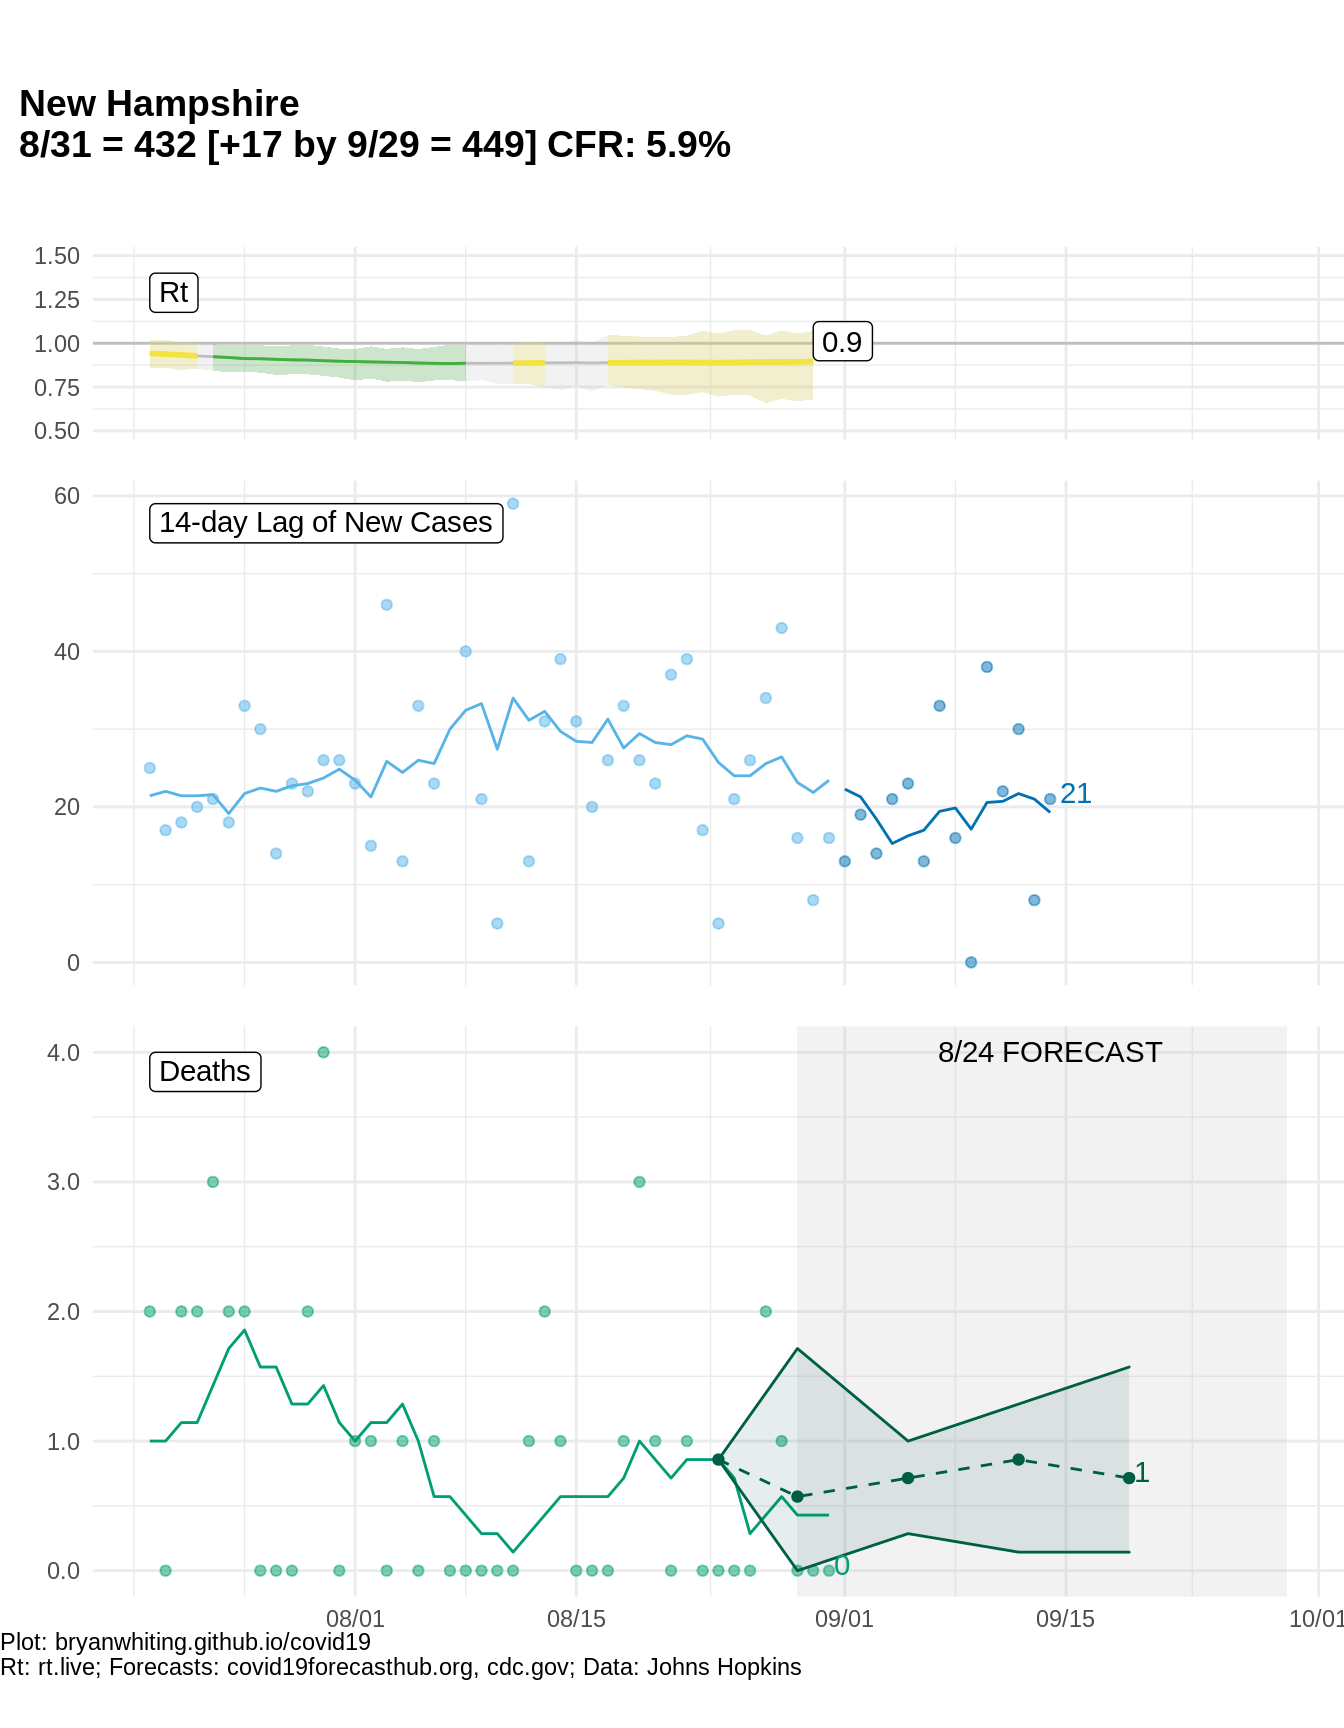 New Hampshire
8/31 = 432 [+17 by 9/29 = 449] CFR: 5.9%
1.50
Rt
1.25
1.00
0.9
0.75
0.50
60
14-day Lag of New Cases
40
21
20
0
8/24 FORECAST
4.0
Deaths
3.0
2.0
1.0
1
0
0.0
08/01
08/15
09/01
09/15
10/01
Plot: bryanwhiting.github.io/covid19
Rt: rt.live; Forecasts: covid19forecasthub.org, cdc.gov; Data: Johns Hopkins